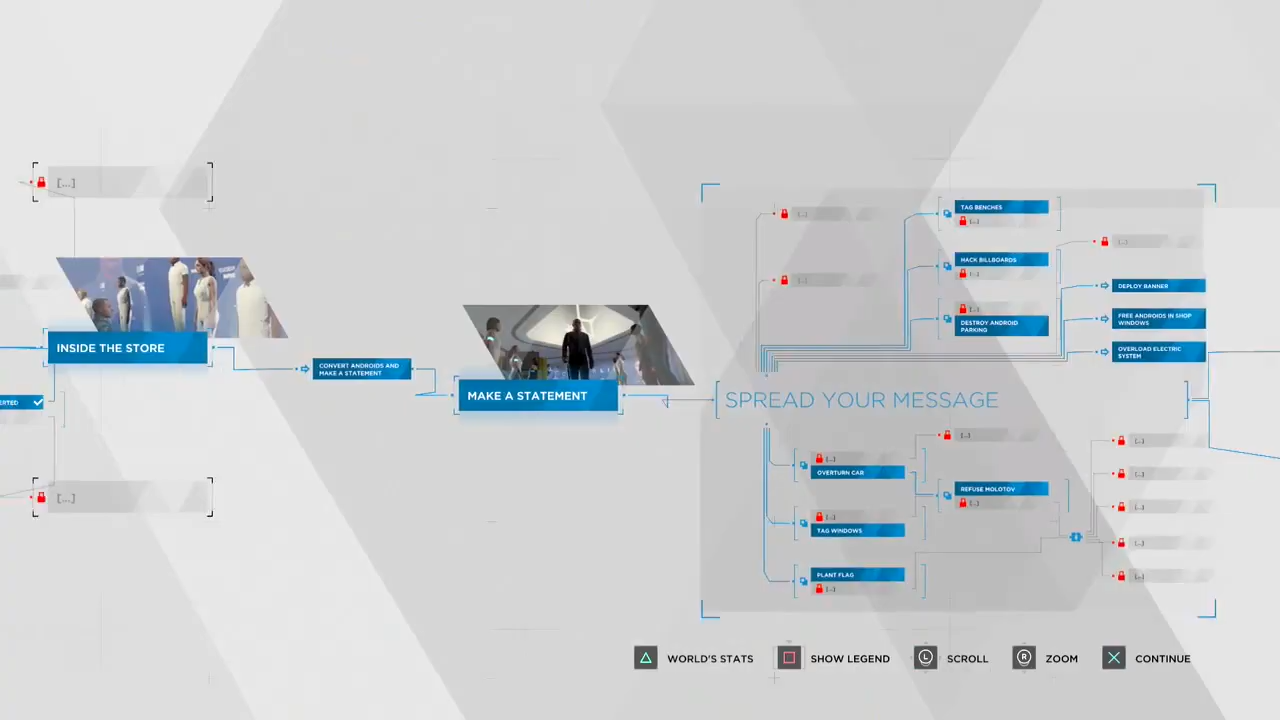 [...]
INSIDE THE STORE
ERTED
[...]
CONVERT ANDROIDS AND
MAKE A STATEMENT
MAKE A STATEMENT
SPREAD YOUR MESSAGE
[...]
[...]
TAG BENCHES
[...]
HACK BILLBOARDS
[...]
[...]
DESTROY ANDROID
PARKING
[...]
DEPLOY BANNER
FREE ANDROIDS IN SHOP
WINDOWS
OVERLOAD ELECTRIC
SYSTEM
[...]
OVERTURN CAR
[...]
TAG WINDOWS
PLANT FLAG
[...]
[...]
REFUSE MOLOTOV
[...]
[...]
[...]
[...]
[...]
[...]
WORLD'S STATS
SHOW LEGEND
L
SCROLL
R
ZOOM
CONTINUE